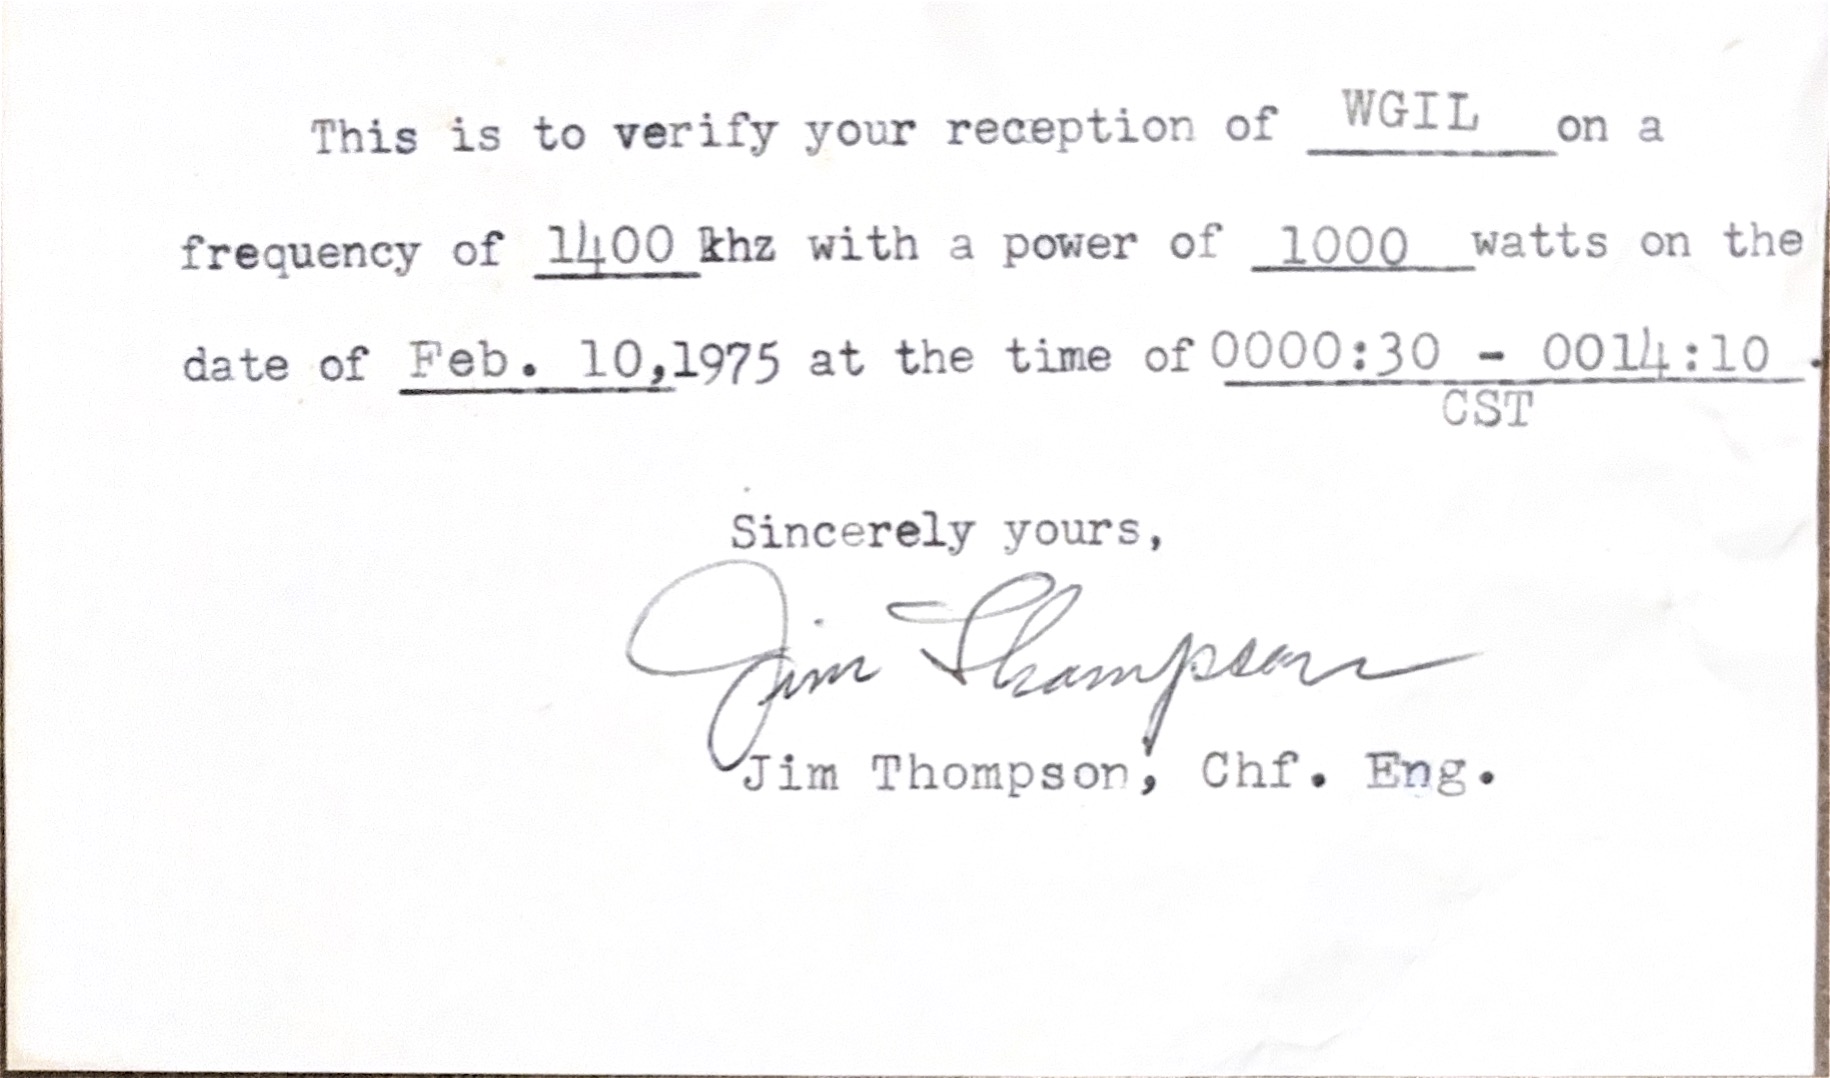 This is to verify your reception of WGIL on a
frequency of 1400 khz with a power of 1000 watts on the
date of Feb. 10,1975 at the time of 0000:30 - 0014:10 .
CST
Sincerely yours,
Jim Thompson
Jim Thompson, Chf. Eng.